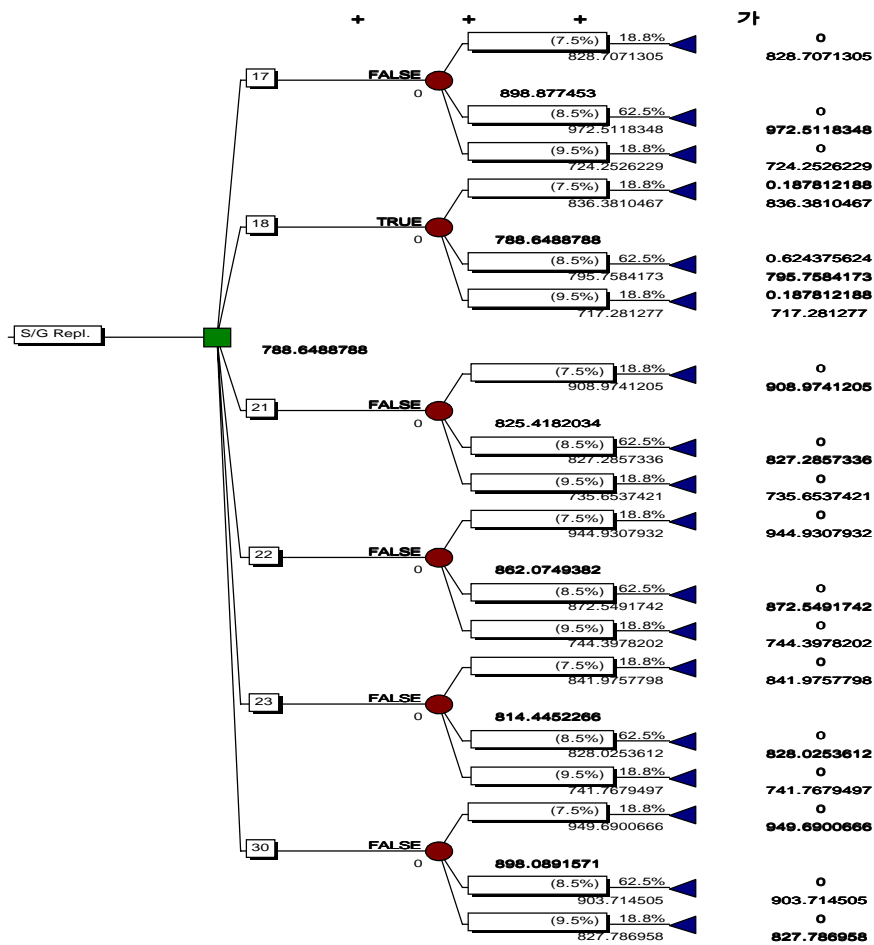 + + + 가
(7.5%) 18.8% 0
828.7071305 828.7071305
17 FALSE
0 898.877453
(8.5%) 62.5% 0
972.5118348 972.5118348
(9.5%) 18.8% 0
724.2526229 724.2526229
(7.5%) 18.8% 0.187812188
836.3810467 836.3810467
18 TRUE
0 788.6488788
(8.5%) 62.5% 0.624375624
795.7584173 795.7584173
(9.5%) 18.8% 0.187812188
717.281277 717.281277
S/G Repl.
788.6488788
(7.5%) 18.8% 0
908.9741205 908.9741205
21 FALSE
0 825.4182034
(8.5%) 62.5% 0
827.2857336 827.2857336
(9.5%) 18.8% 0
735.6537421 735.6537421
(7.5%) 18.8% 0
944.9307932 944.9307932
22 FALSE
0 862.0749382
(8.5%) 62.5% 0
872.5491742 872.5491742
(9.5%) 18.8% 0
744.3978202 744.3978202
(7.5%) 18.8% 0
841.9757798 841.9757798
23 FALSE
0 814.4452266
(8.5%) 62.5% 0
828.0253612 828.0253612
(9.5%) 18.8% 0
741.7679497 741.7679497
(7.5%) 18.8% 0
949.6900666 949.6900666
30 FALSE
0 898.0891571
(8.5%) 62.5% 0
903.714505 903.714505
(9.5%) 18.8% 0
827.786958 827.786958